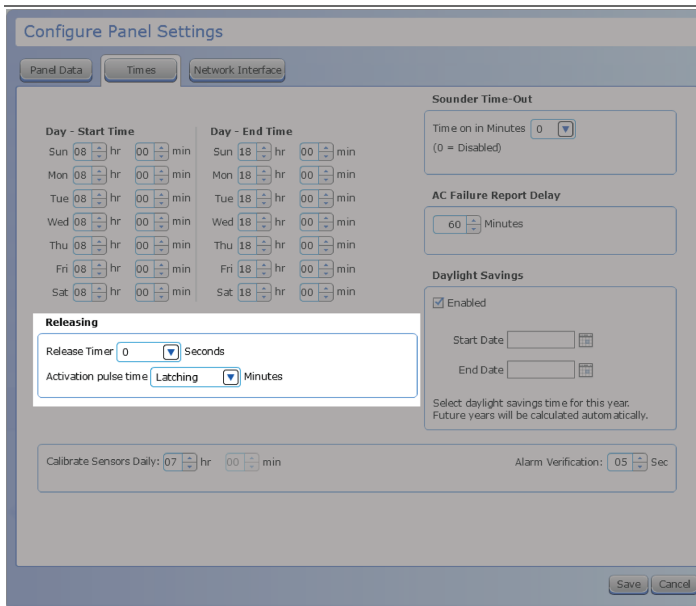 Configure Panel Settings
Panel Data Times Network Interface
Day - Start Time Day - End Time
Sun 08 hr 00 min Sun 18 hr 00 min
Mon 08 hr 00 min Mon 18 hr 00 min
Tue 08 hr 00 min Tue 18 hr 00 min
Wed 08 hr 00 min Wed 18 hr 00 min
Thu 08 hr 00 min Thu 18 hr 00 min
Fri 08 hr 00 min Fri 18 hr 00 min
Sat 08 hr 00 min Sat 18 hr 00 min
Sounder Time-Out
Time on in Minutes 0
(0 = Disabled)
AC Failure Report Delay
60 Minutes
Daylight Savings
Enabled
Start Date
End Date
Select daylight savings time for this year.
Future years will be calculated automatically.
Releasing
Release Timer 0 Seconds
Activation pulse time Latching Minutes
Calibrate Sensors Daily: 07 hr 00 min Alarm Verification: 05 Sec
Save Cancel